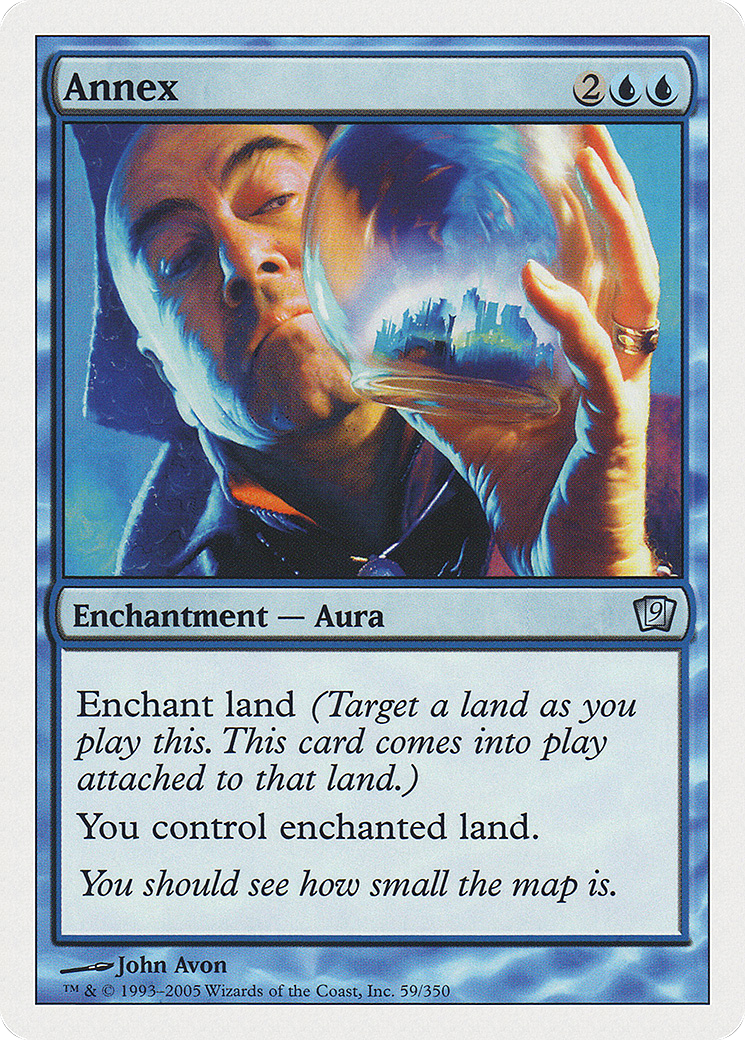 Annex 2
Enchantment — Aura 9
Enchant land (Target a land as you
play this. This card comes into play
attached to that land.)
You control enchanted land.
You should see how small the map is.
John Avon
™ & © 1993–2005 Wizards of the Coast, Inc. 59/350